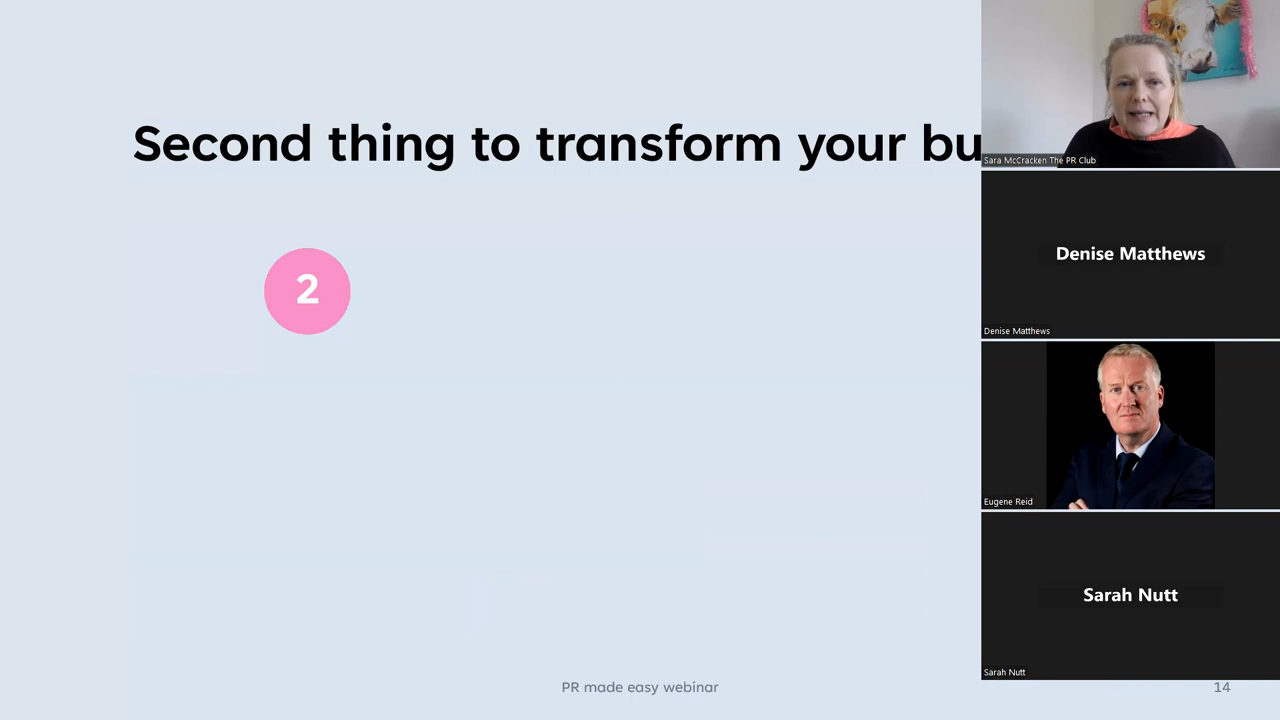 Second thing to transform your bu
2
PR made easy webinar
14
Sara McCracken The PR Club
Denise Matthews
Denise Matthews
Eugene Reid
Sarah Nutt
Sarah Nutt